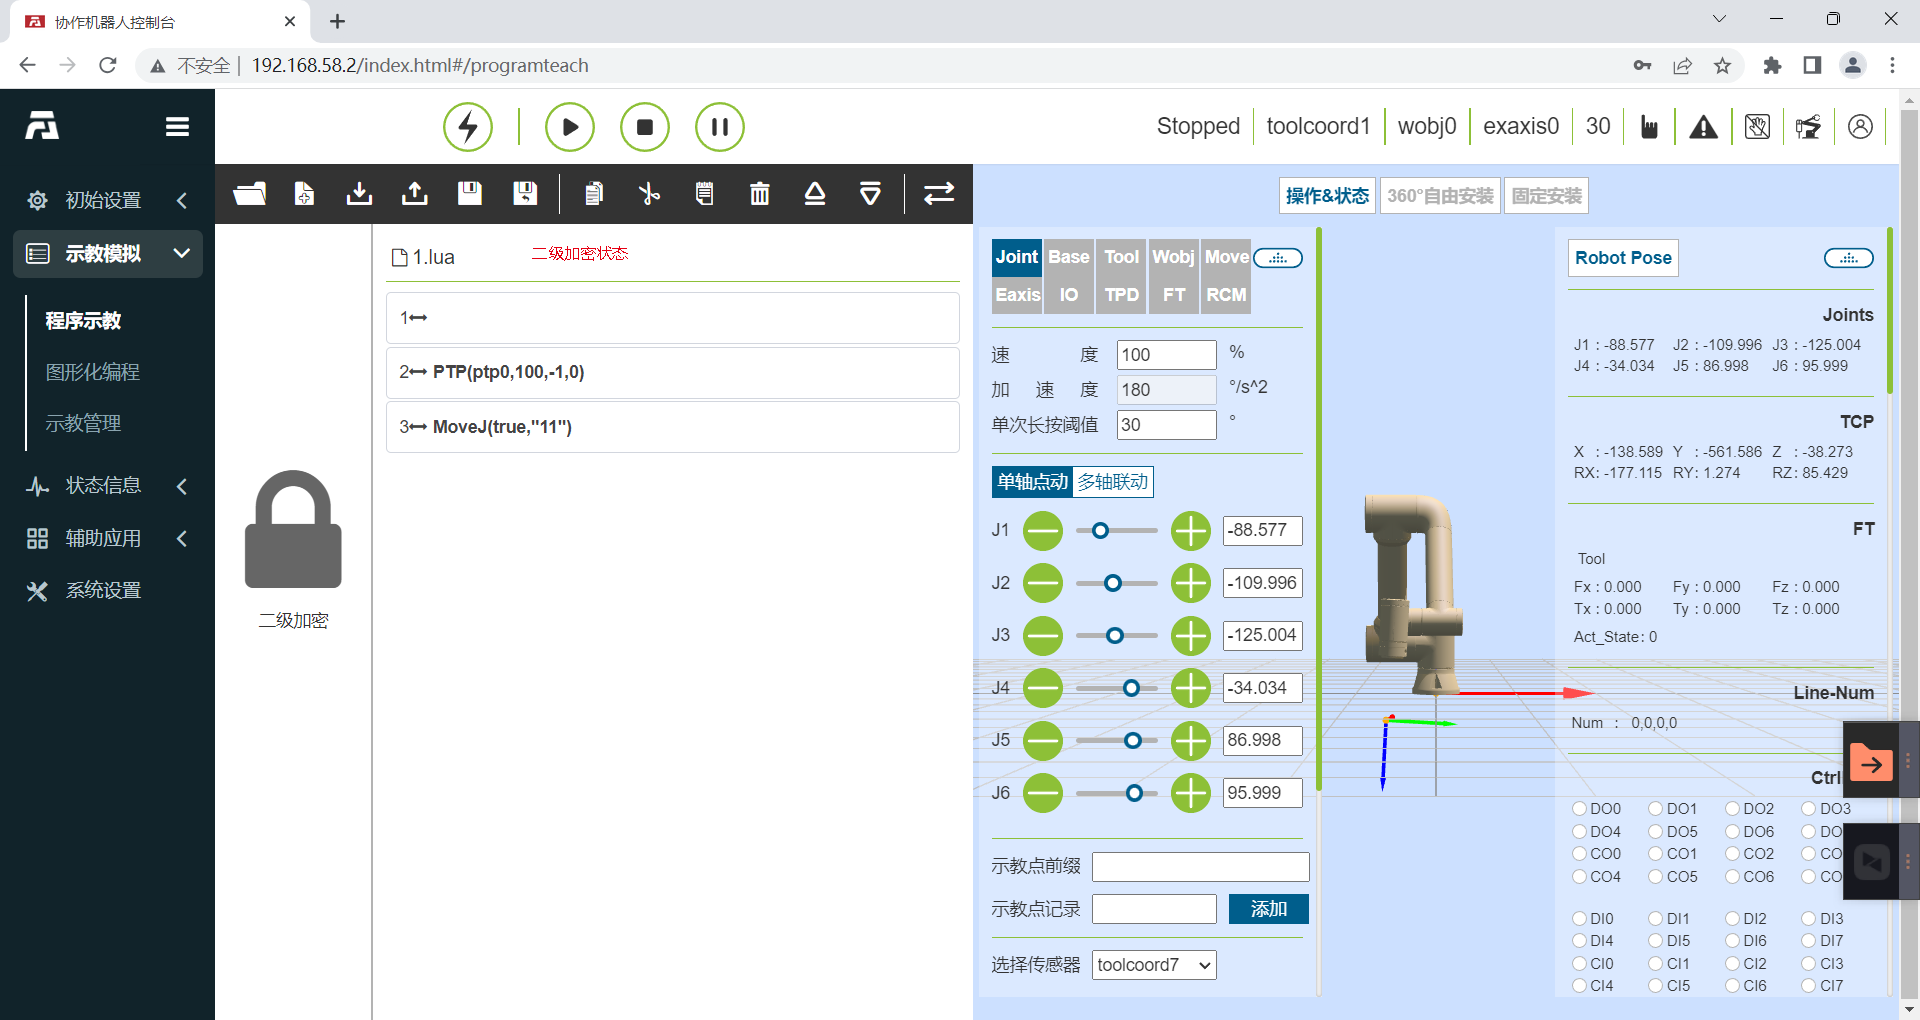 协作机器人控制台
不安全 192.168.58.2/index.html#/programteach
Stopped toolcoord1 wobj0 exaxis0 30
初始设置
示教模拟
程序示教
图形化编程
示教管理
状态信息
辅助应用
系统设置
二级加密
1.lua 二级加密状态
1
2 PTP(ptp0,100,-1,0)
3 MoveJ(true,"11")
操作&状态 360°自由安装 固定安装
Joint Base Tool Wobj Move
Eaxis IO TPD FT RCM
速度 100 %
加速度 180 °/s^2
单次长按阈值 30 °
单轴点动 多轴联动
J1 -88.577
J2 -109.996
J3 -125.004
J4 -34.034
J5 86.998
J6 95.999
示教点前缀
示教点记录 添加
选择传感器 toolcoord7
Robot Pose
Joints
J1 : -88.577 J2 : -109.996 J3 : -125.004
J4 : -34.034 J5 : 86.998 J6 : 95.999
TCP
X : -138.589 Y : -561.586 Z : -38.273
RX: -177.115 RY: 1.274 RZ: 85.429
FT
Tool
Fx : 0.000 Fy : 0.000 Fz : 0.000
Tx : 0.000 Ty : 0.000 Tz : 0.000
Act_State: 0
Line-Num
Num : 0,0,0,0
Ctrl
DO0 DO1 DO2 DO3
DO4 DO5 DO6 DO
CO0 CO1 CO2 CO
CO4 CO5 CO6 CO
DI0 DI1 DI2 DI3
DI4 DI5 DI6 DI7
CI0 CI1 CI2 CI3
CI4 CI5 CI6 CI7